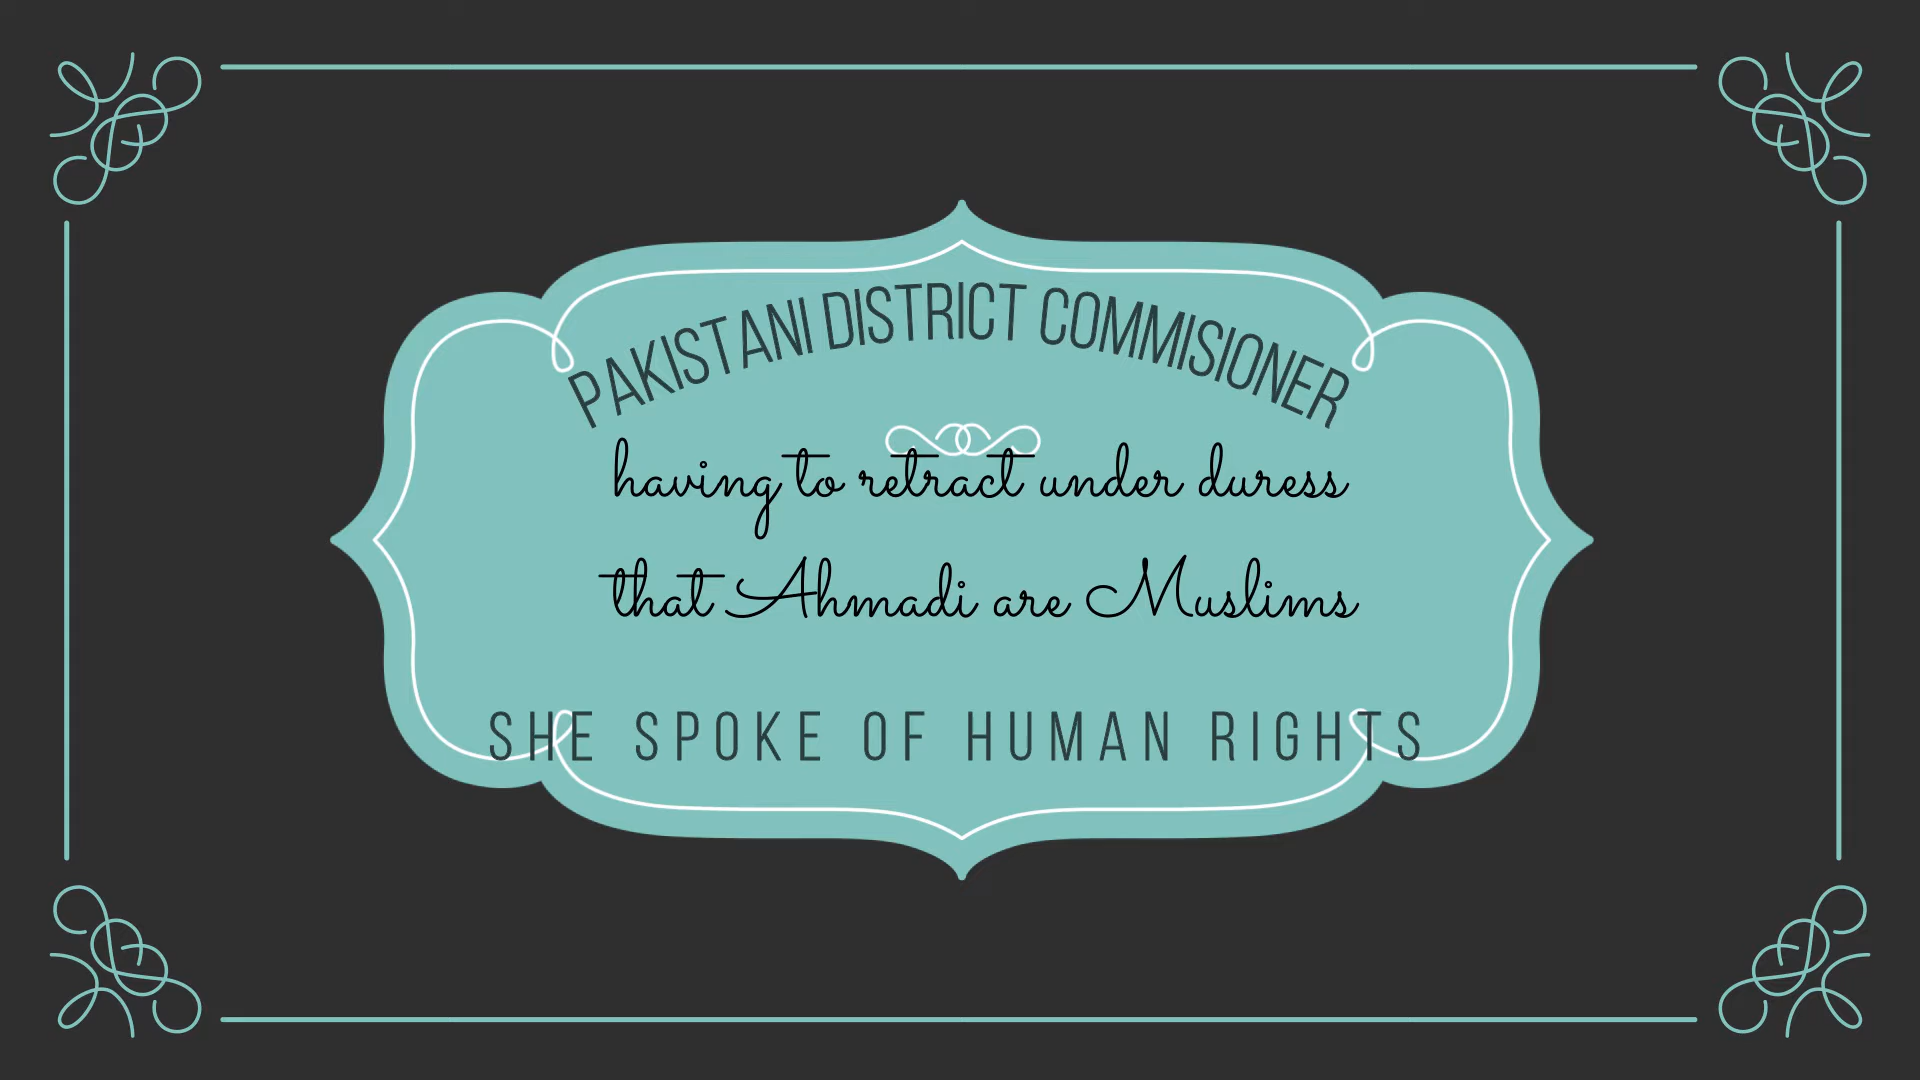 PAKISTANI DISTRICT COMMISIONER
having to retract under duress
that Ahmadi are Muslims
SHE SPOKE OF HUMAN RIGHTS